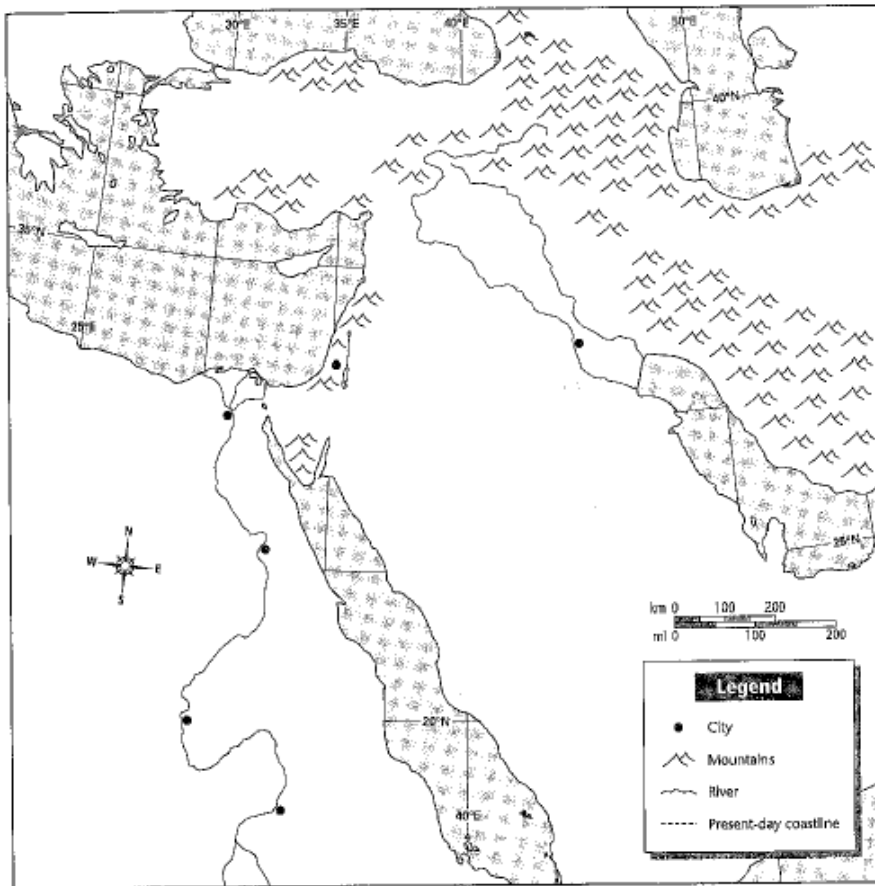 30°E
35°E
40°E
50°E
40°N
35°N
25°E
N
W
E
S
25°N
km 0 100 200
mi 0 100 200
20°N
40°E
Legend
City
Mountains
River
Present-day coastline